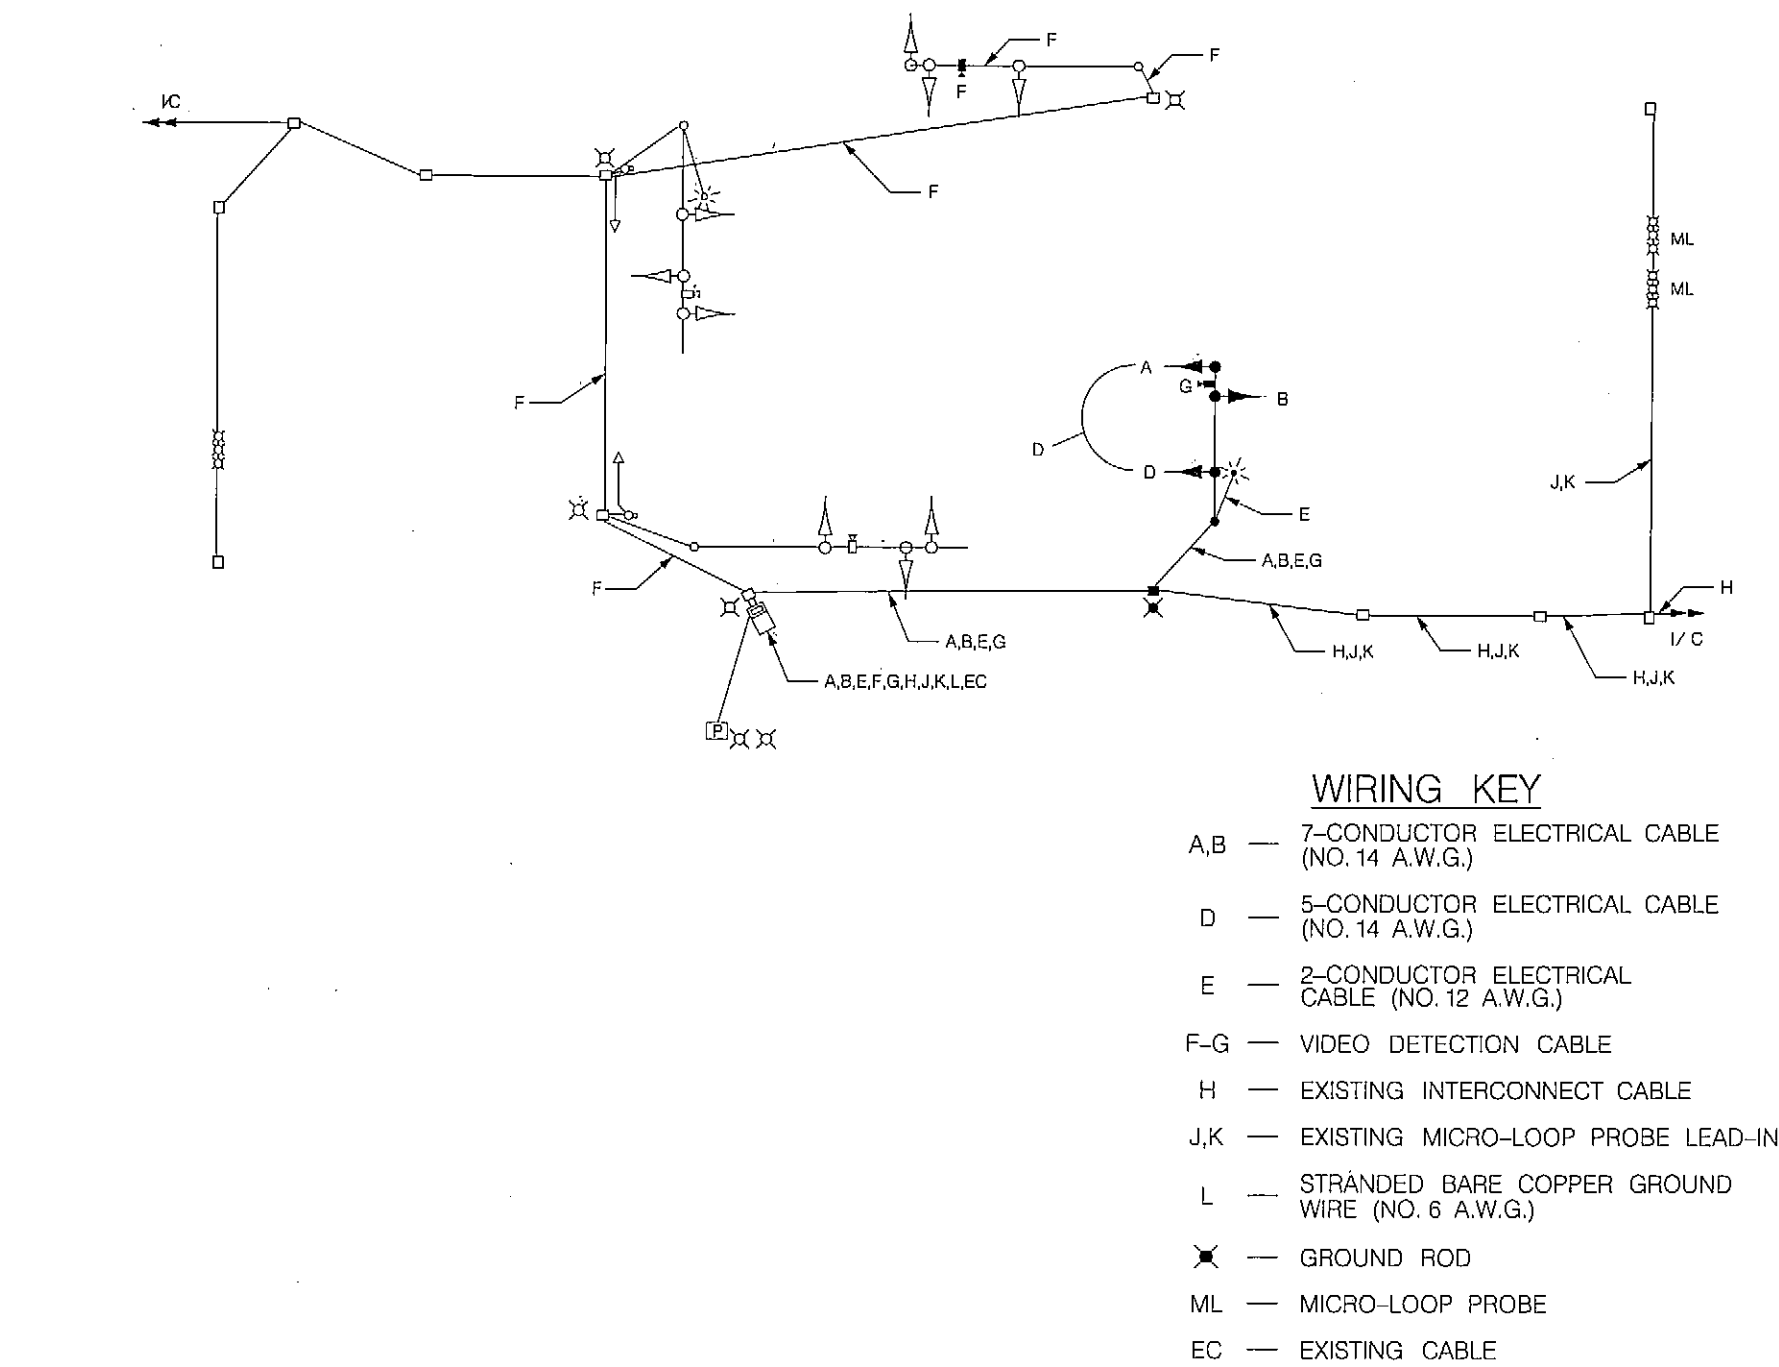 F
F
F
I/C
F
ML
ML
A
G
B
F
D
D
J,K
E
A,B,E,G
F
H
A,B,E,G
H,J,K
H,J,K
I/ C
A,B,E,F,G,H,J,K,L,EC
H,J,K
P
WIRING KEY
A,B — 7-CONDUCTOR ELECTRICAL CABLE
(NO. 14 A.W.G.)
D — 5-CONDUCTOR ELECTRICAL CABLE
(NO. 14 A.W.G.)
E — 2-CONDUCTOR ELECTRICAL
CABLE (NO. 12 A.W.G.)
F-G — VIDEO DETECTION CABLE
H — EXISTING INTERCONNECT CABLE
J,K — EXISTING MICRO-LOOP PROBE LEAD-IN
L — STRANDED BARE COPPER GROUND
WIRE (NO. 6 A.W.G.)
— GROUND ROD
ML — MICRO-LOOP PROBE
EC — EXISTING CABLE